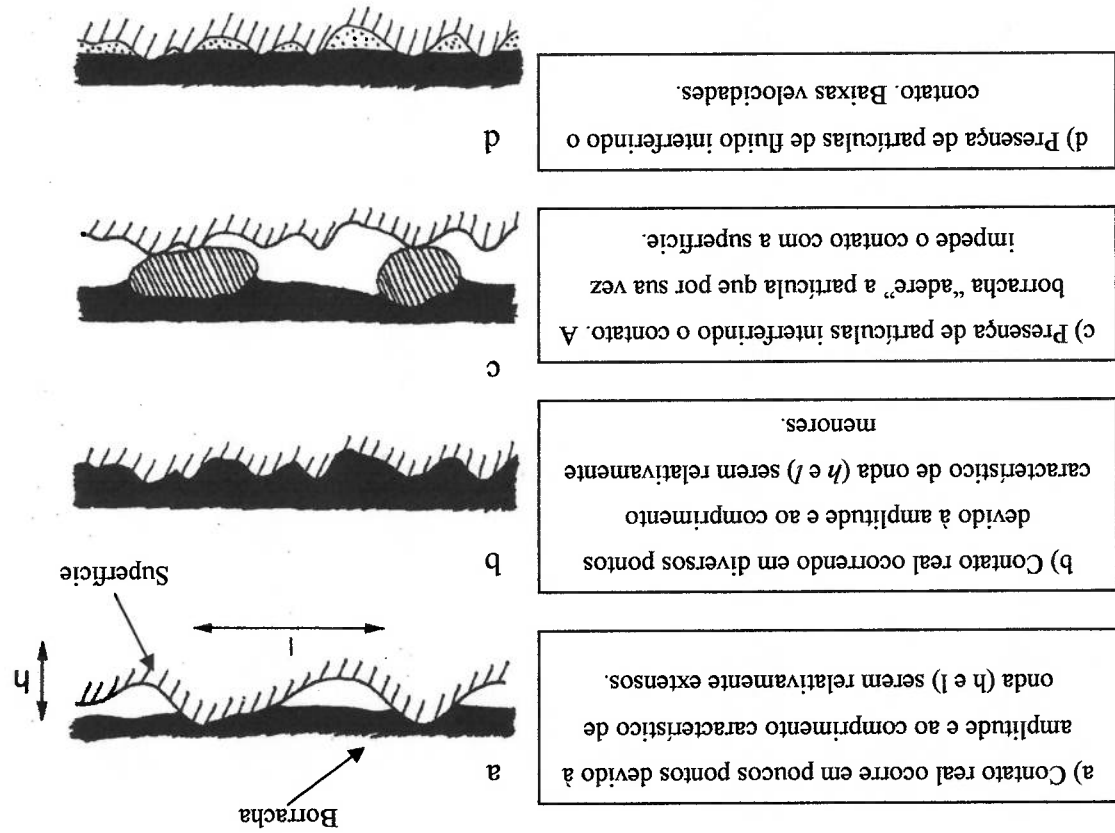 Borracha
a) Contato real ocorre em poucos pontos devido à
amplitude e ao comprimento característico de
onda (h e l) serem relativamente extensos.
a
h
l
Superfície
b) Contato real ocorrendo em diversos pontos
devido à amplitude e ao comprimento
característico de onda (h e l) serem relativamente
menores.
b
c) Presença de partículas interferindo o contato. A
borracha “adere” a partícula que por sua vez
impede o contato com a superfície.
c
d) Presença de partículas de fluido interferindo o
contato. Baixas velocidades.
d